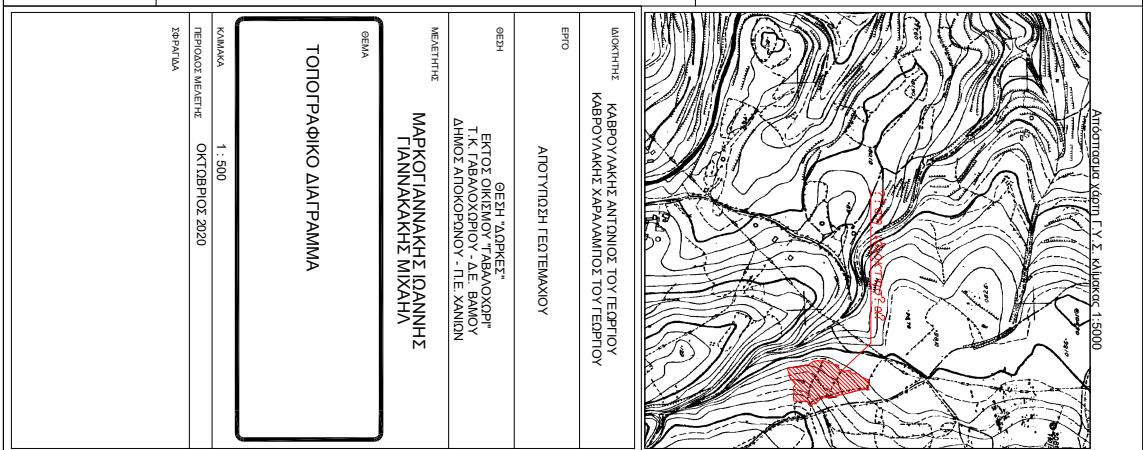 Απόσπασμα χάρτη Γ.Υ.Σ. κλίμακας 1:5000
ΙΔΙΟΚΤΗΤΗΣ
ΚΑΒΡΟΥΛΑΚΗΣ ΑΝΤΩΝΙΟΣ ΤΟΥ ΓΕΩΡΓΙΟΥ
ΚΑΒΡΟΥΛΑΚΗΣ ΧΑΡΑΛΑΜΠΟΣ ΤΟΥ ΓΕΩΡΓΙΟΥ
ΕΡΓΟ
ΑΠΟΤΥΠΩΣΗ ΓΕΩΤΕΜΑΧΙΟΥ
ΘΕΣΗ
ΘΕΣΗ "ΔΩΡΚΕΣ"
ΕΚΤΟΣ ΟΙΚΙΣΜΟΥ "ΓΑΒΑΛΟΧΩΡΙ"
Τ.Κ. ΓΑΒΑΛΟΧΩΡΙΟΥ - Δ.Ε. ΒΑΜΟΥ
ΔΗΜΟΣ ΑΠΟΚΟΡΩΝΟΥ - Π.Ε. ΧΑΝΙΩΝ
ΜΕΛΕΤΗΤΗΣ
ΜΑΡΚΟΓΙΑΝΝΑΚΗΣ ΙΩΑΝΝΗΣ
ΓΙΑΝΝΑΚΑΚΗΣ ΜΙΧΑΗΛ
ΘΕΜΑ
ΤΟΠΟΓΡΑΦΙΚΟ ΔΙΑΓΡΑΜΜΑ
ΚΛΙΜΑΚΑ
1 : 500
ΠΕΡΙΟΔΟΣ ΜΕΛΕΤΗΣ
ΟΚΤΩΒΡΙΟΣ 2020
ΣΦΡΑΓΙΔΑ